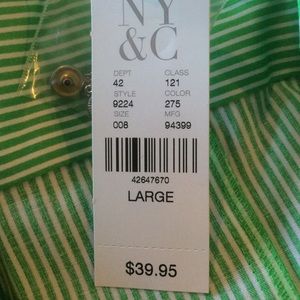 NY
&C
DEPT CLASS
42 121
STYLE COLOR
9224 275
SIZE MFG
008 94399
42647670
LARGE
$39.95